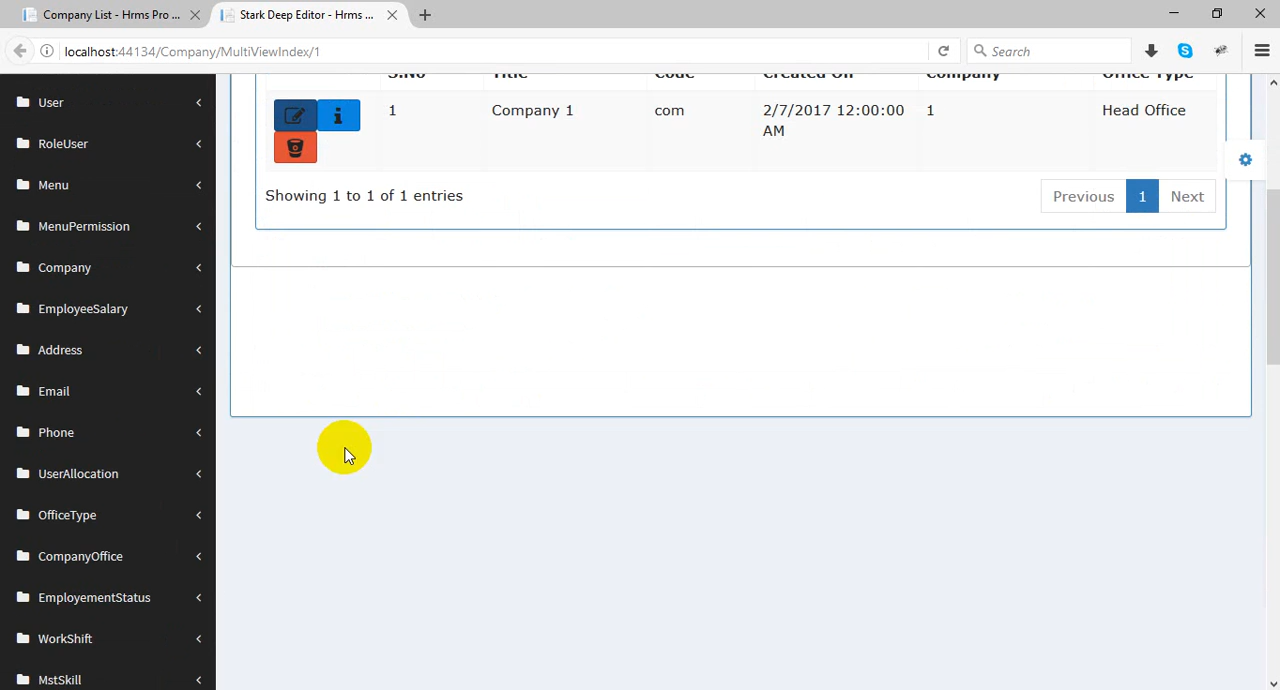 Company List - Hrms Pro ...
Stark Deep Editor - Hrms ...
localhost:44134/Company/MultiViewIndex/1
Search
User
RoleUser
Menu
MenuPermission
Company
EmployeeSalary
Address
Email
Phone
UserAllocation
OfficeType
CompanyOffice
EmployementStatus
WorkShift
MstSkill
S.No Title Code Created On Company Office Type
1 Company 1 com 2/7/2017 12:00:00 1 Head Office
AM
Showing 1 to 1 of 1 entries
Previous 1 Next